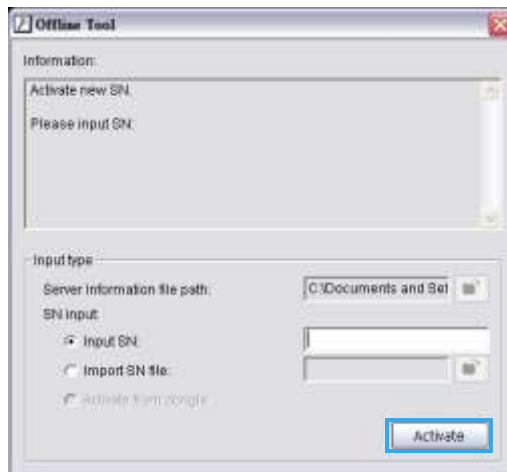 Offline Tool
Information:
Activate new SN.
Please input SN:
Input type
Server Information file path:
C:\Documents and Set
SN input:
Input SN:
Import SN file:
Activate from dongle
Activate